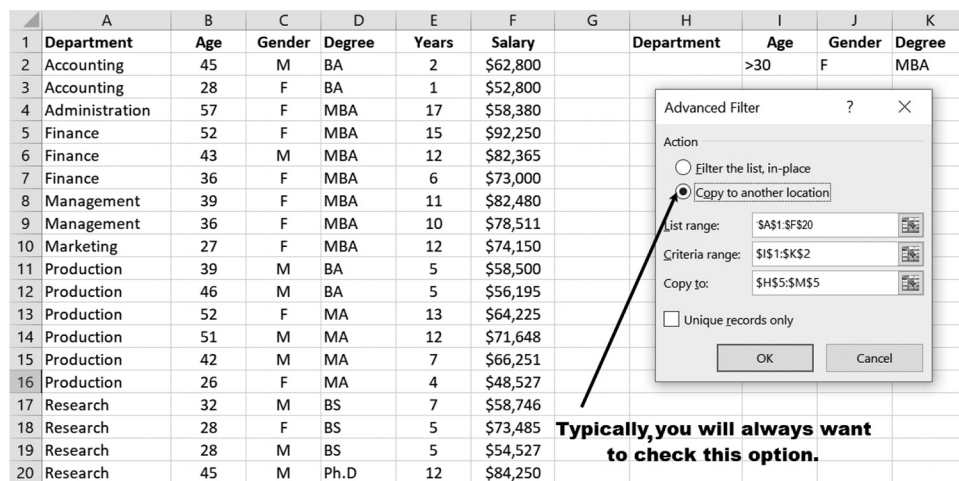 A B C D E F G H I J K
1 Department Age Gender Degree Years Salary Department Age Gender Degree
2 Accounting 45 M BA 2 $62,800 >30 F MBA
3 Accounting 28 F BA 1 $52,800
4 Administration 57 F MBA 17 $58,380
5 Finance 52 F MBA 15 $92,250
6 Finance 43 M MBA 12 $82,365
7 Finance 36 F MBA 6 $73,000
8 Management 39 F MBA 11 $82,480
9 Management 36 F MBA 10 $78,511
10 Marketing 27 F MBA 12 $74,150
11 Production 39 M BA 5 $58,500
12 Production 46 M BA 5 $56,195
13 Production 52 F MA 13 $64,225
14 Production 51 M MA 12 $71,648
15 Production 42 M MA 7 $66,251
16 Production 26 F MA 4 $48,527
17 Research 32 M BS 7 $58,746
18 Research 28 F BS 5 $73,485
19 Research 28 M BS 5 $54,527
20 Research 45 M Ph.D 12 $84,250
Advanced Filter ? ×
Action
Filter the list, in-place
Copy to another location
List range: $A$1:$F$20
Criteria range: $I$1:$K$2
Copy to: $H$5:$M$5
Unique records only
OK Cancel
Typically, you will always want
to check this option.